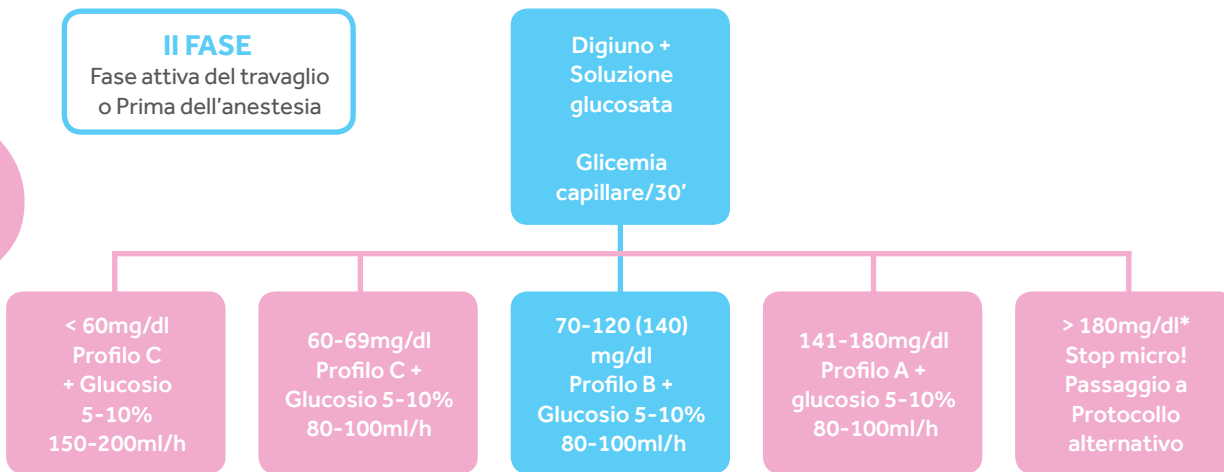 II FASE
Fase attiva del travaglio
o Prima dell'anestesia
Digiuno +
Soluzione
glucosata
Glicemia
capillare/30'
< 60mg/dl
Profilo C
+ Glucosio
5-10%
150-200ml/h
60-69mg/dl
Profilo C +
Glucosio 5-10%
80-100ml/h
70-120 (140)
mg/dl
Profilo B +
Glucosio 5-10%
80-100ml/h
141-180mg/dl
Profilo A +
glucosio 5-10%
80-100ml/h
> 180mg/dl*
Stop micro!
Passaggio a
Protocollo
alternativo